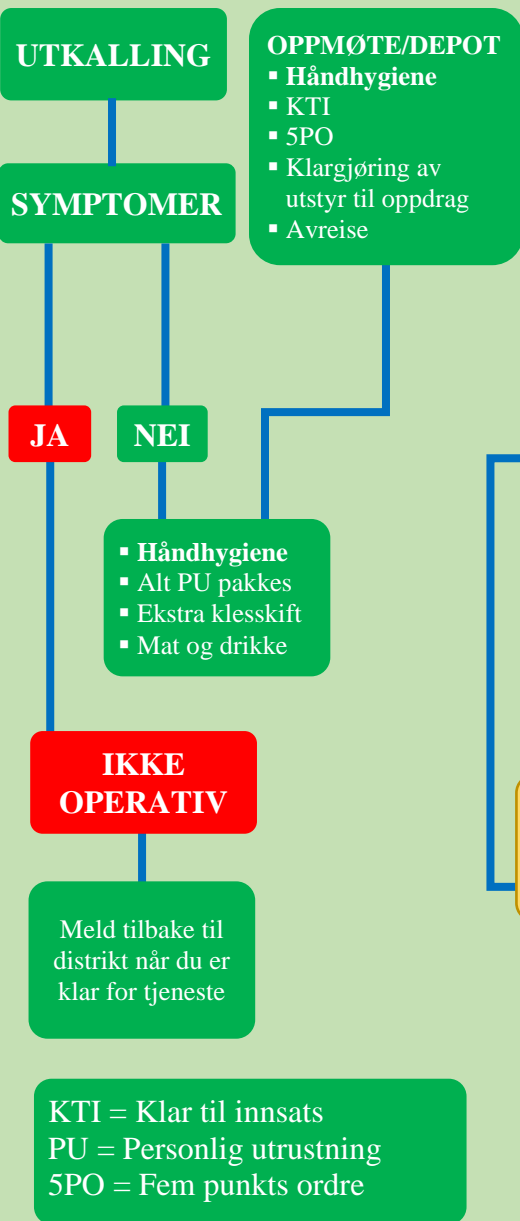 UTKALLING
SYMPTOMER
JA
NEI
OPPMØTE/DEPOT
▪ Håndhygiene
▪ KTI
▪ 5PO
▪ Klargjøring av
utstyr til oppdrag
▪ Avreise
▪ Håndhygiene
▪ Alt PU pakkes
▪ Ekstra klesskift
▪ Mat og drikke
IKKE
OPERATIV
Meld tilbake til
distrikt når du er
klar for tjeneste
KTI = Klar til innsats
PU = Personlig utrustning
5PO = Fem punkts ordre